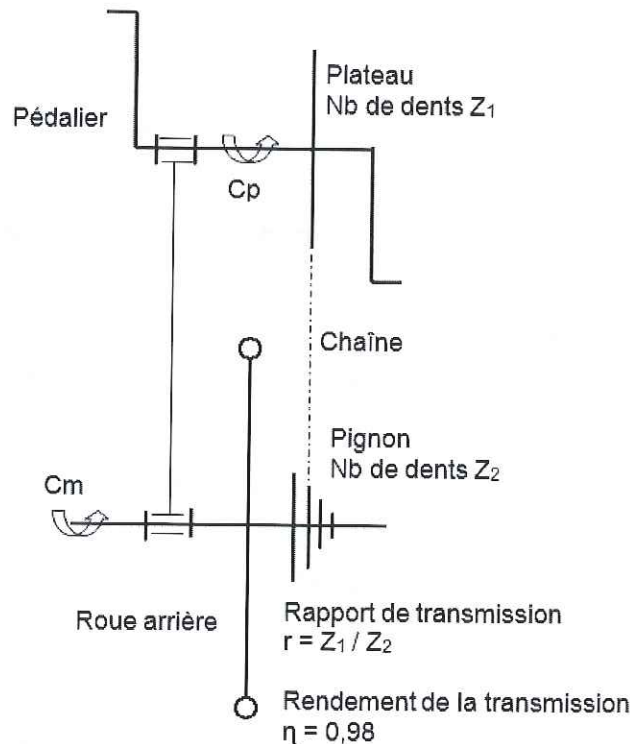 Plateau
Nb de dents Z₁
Pédalier
Cp
Chaîne
Pignon
Nb de dents Z₂
Cm
Roue arrière
Rapport de transmission
r = Z₁ / Z₂
Rendement de la transmission
η = 0,98